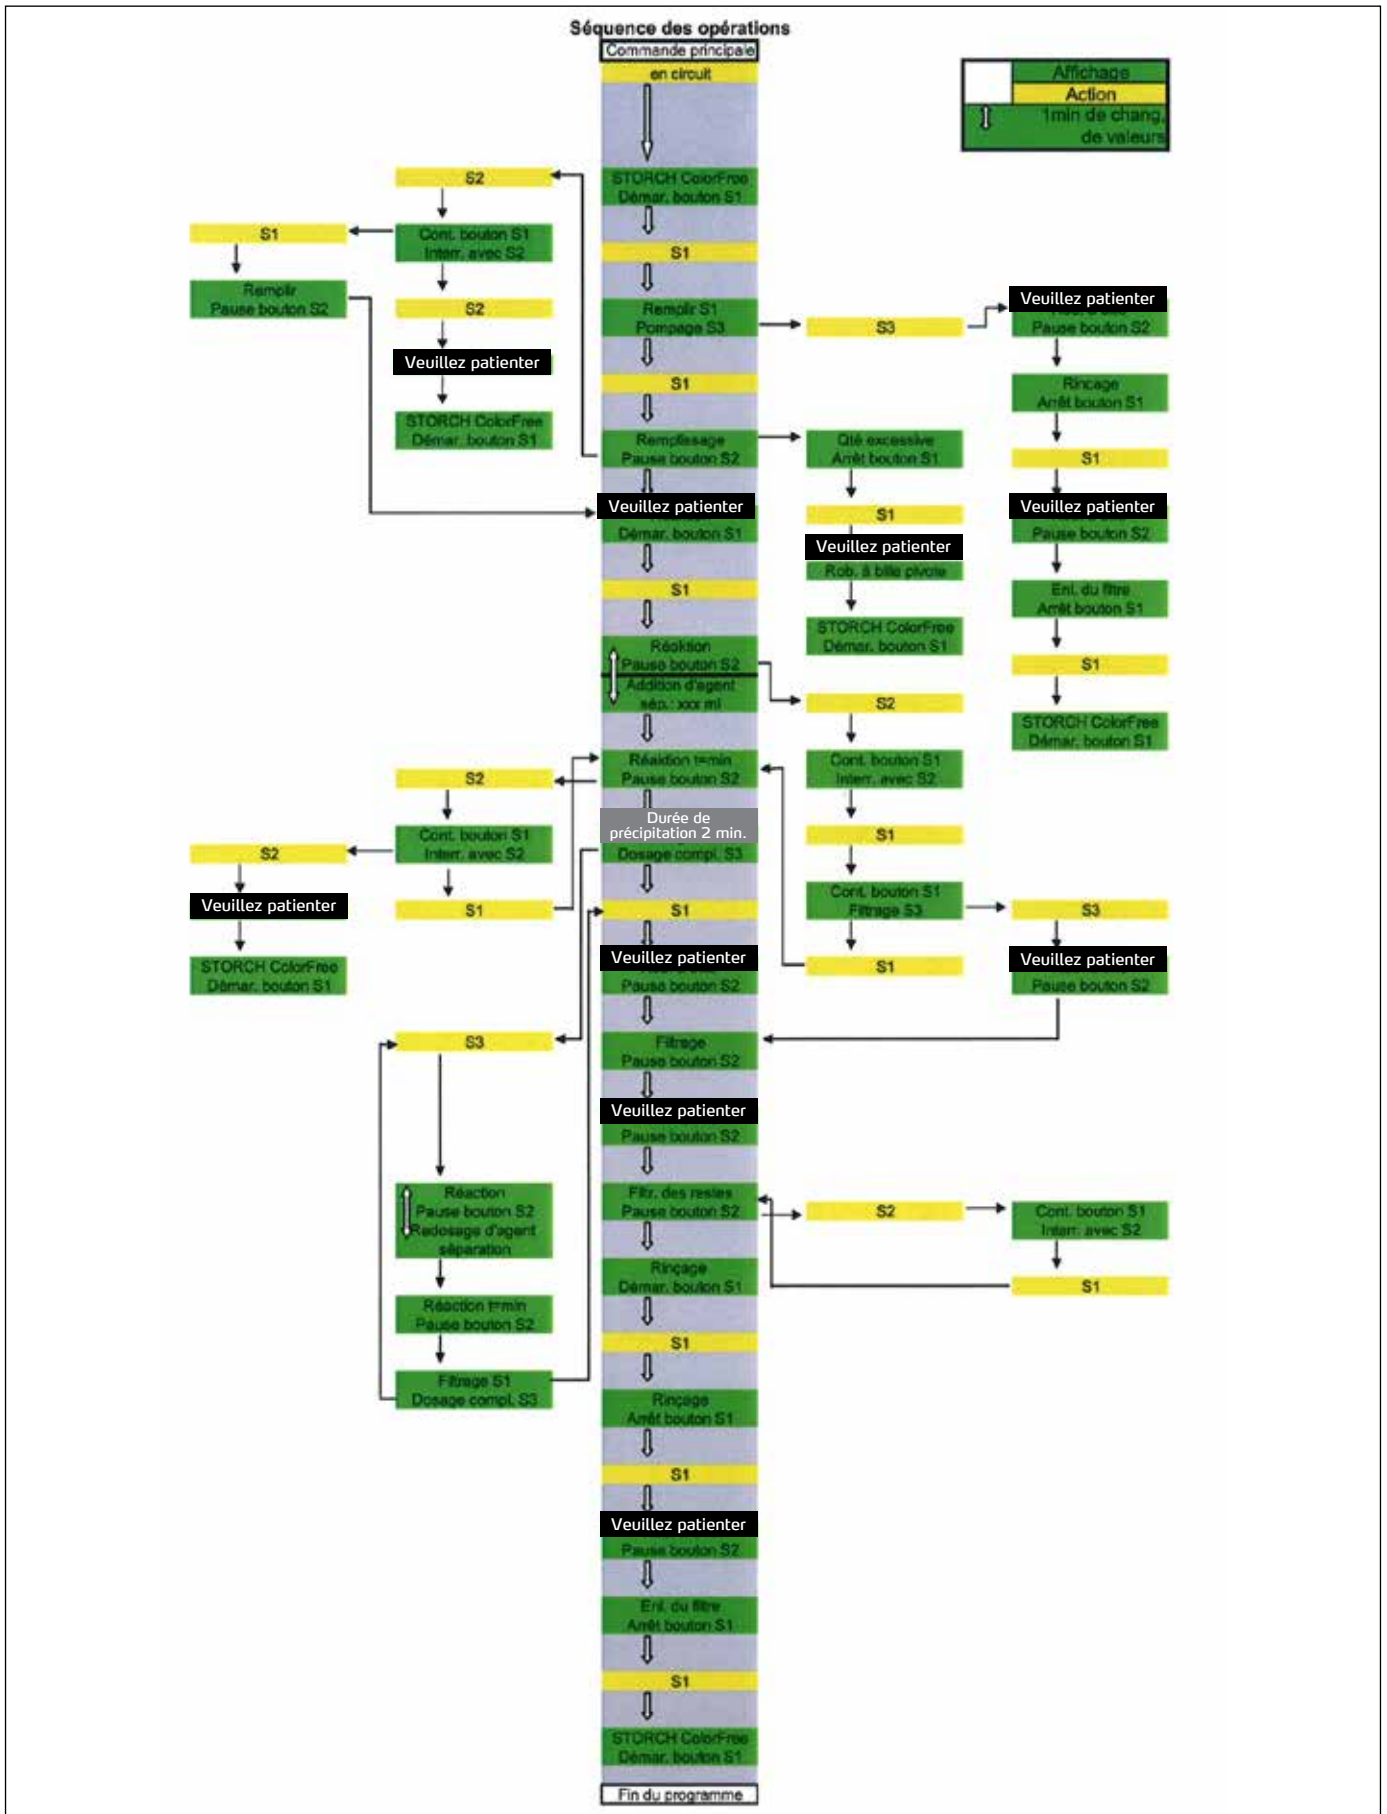 Séquence des opérations
Commande principale
en circuit
Affichage
Action
1min de chang.
de valeurs
STORCH ColorFree
Démar. bouton S1
S1
Remplir S1
Pompage S3
S1
Remplissage
Pause bouton S2
Veuillez patienter
Démar. bouton S1
S1
Réaktion
Pause bouton S2
Addition d'agent
sép.: xxx ml
Réaktion t=min
Pause bouton S2
Durée de
précipitation 2 min.
Dosage compl. S3
S1
Veuillez patienter
Pause bouton S2
Filtrage
Pause bouton S2
Veuillez patienter
Pause bouton S2
Filtr. des restes
Pause bouton S2
Rinçage
Démar. bouton S1
S1
Rinçage
Arrêt bouton S1
S1
Veuillez patienter
Pause bouton S2
Enl. du filtre
Arrêt bouton S1
S1
STORCH ColorFree
Démar. bouton S1
Fin du programme
S2
Cont. bouton S1
Interr. avec S2
S2
Veuillez patienter
STORCH ColorFree
Démar. bouton S1
S1
Remplir
Pause bouton S2
S3
Veuillez patienter
Pause bouton S2
Rincage
Arrêt bouton S1
S1
Veuillez patienter
Pause bouton S2
Enl. du filtre
Arrêt bouton S1
S1
STORCH ColorFree
Démar. bouton S1
Qté excessive
Arrêt bouton S1
S1
Veuillez patienter
Rob. à bille pivote
STORCH ColorFree
Démar. bouton S1
S2
Cont. bouton S1
Interr. avec S2
S1
Cont. bouton S1
Filtrage S3
S1
S3
Veuillez patienter
Pause bouton S2
S2
Cont. bouton S1
Interr. avec S2
S1
S2
Veuillez patienter
STORCH ColorFree
Démar. bouton S1
S3
Réaction
Pause bouton S2
Redosage d'agent
séparation
Réaction t=min
Pause bouton S2
Filtrage S1
Dosage compl. S3
S2
Cont. bouton S1
Interr. avec S2
S1